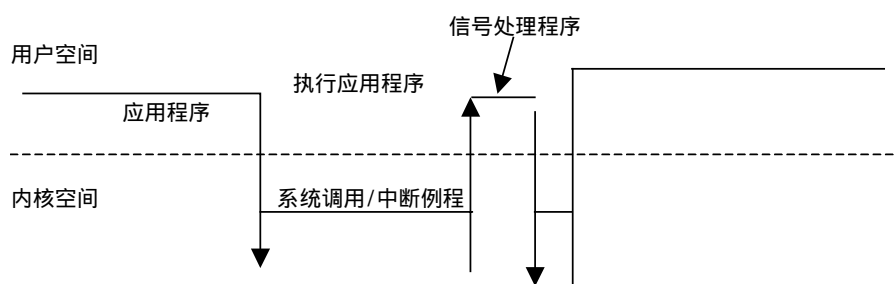 信号处理程序
用户空间
执行应用程序
应用程序
内核空间
系统调用/中断例程